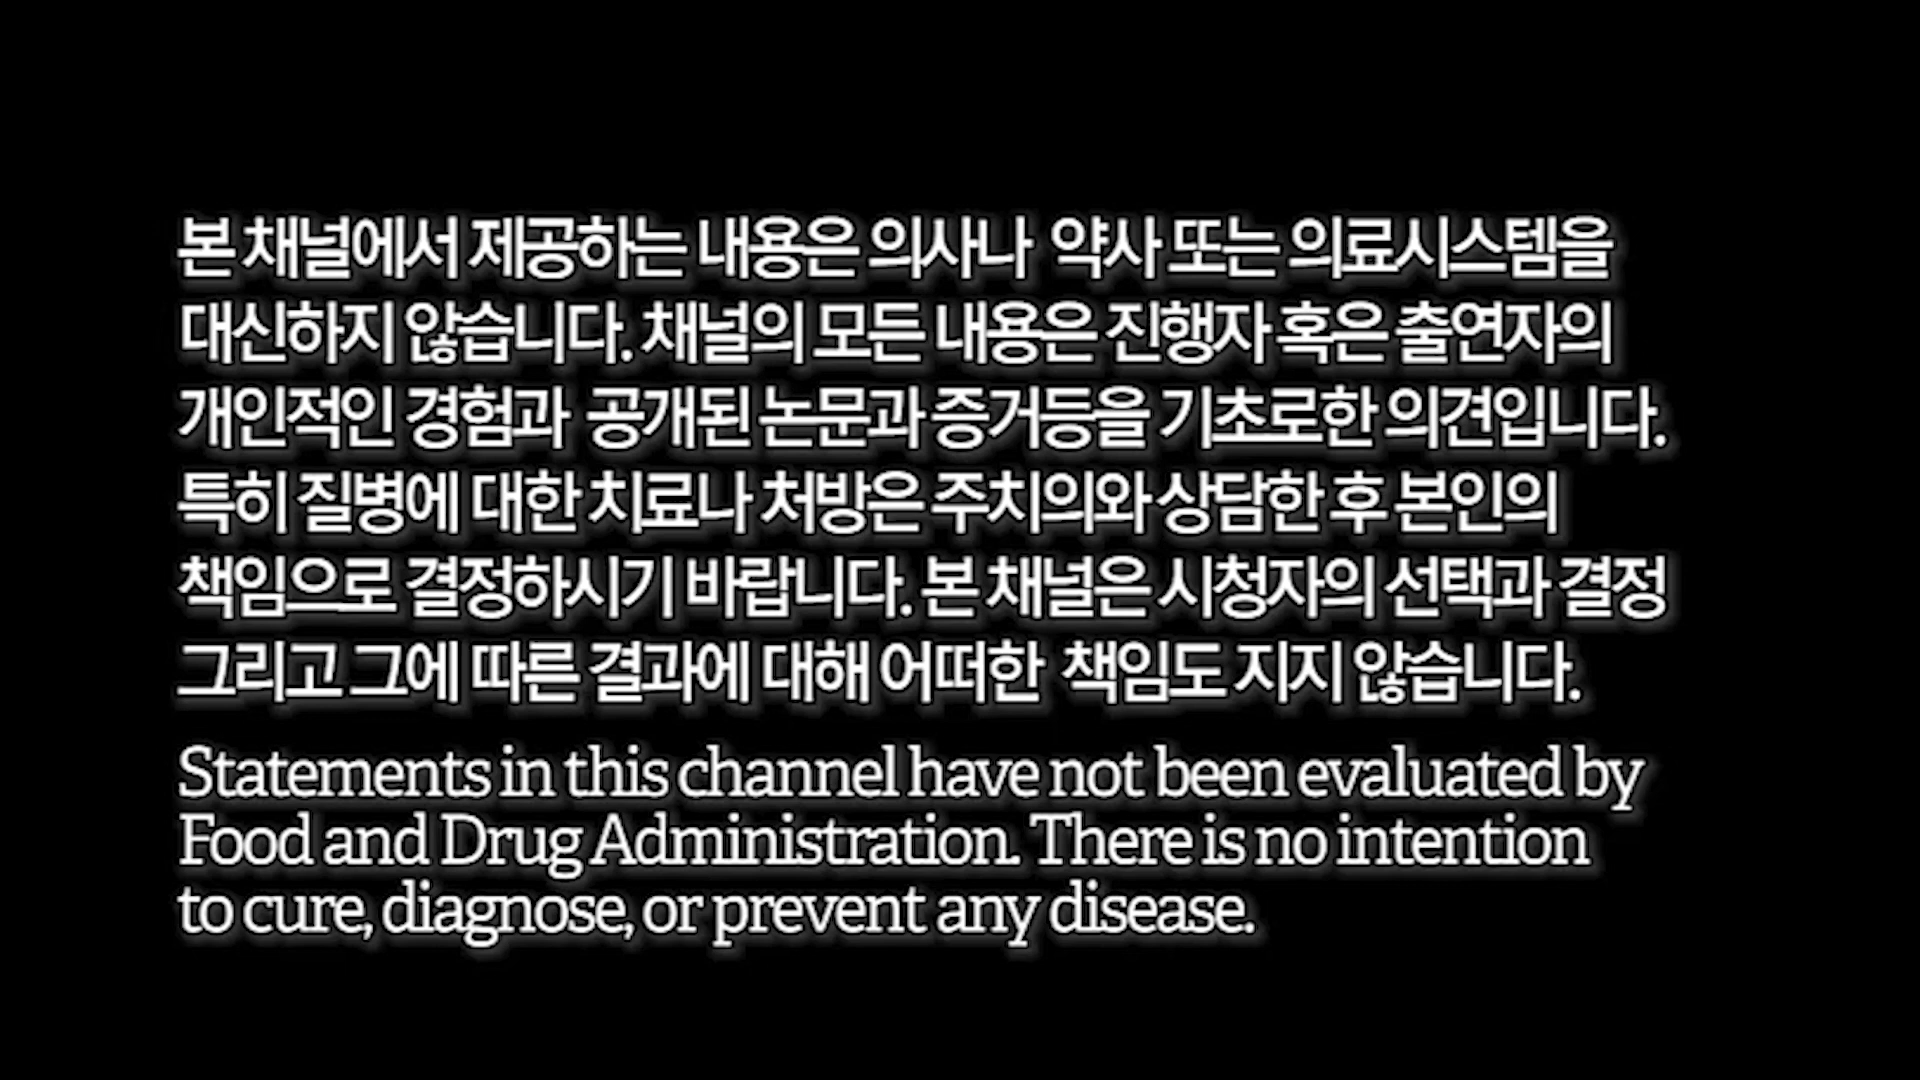 본 채널에서 제공하는 내용은 의사나 약사 또는 의료시스템을
대신하지 않습니다. 채널의 모든 내용은 진행자 혹은 출연자의
개인적인 경험과 공개된 논문과 증거등을 기초로한 의견입니다.
특히 질병에 대한 치료나 처방은 주치의와 상담한 후 본인의
책임으로 결정하시기 바랍니다. 본 채널은 시청자의 선택과 결정
그리고 그에 따른 결과에 대해 어떠한 책임도 지지 않습니다.
Statements in this channel have not been evaluated by
Food and Drug Administration. There is no intention
to cure, diagnose, or prevent any disease.